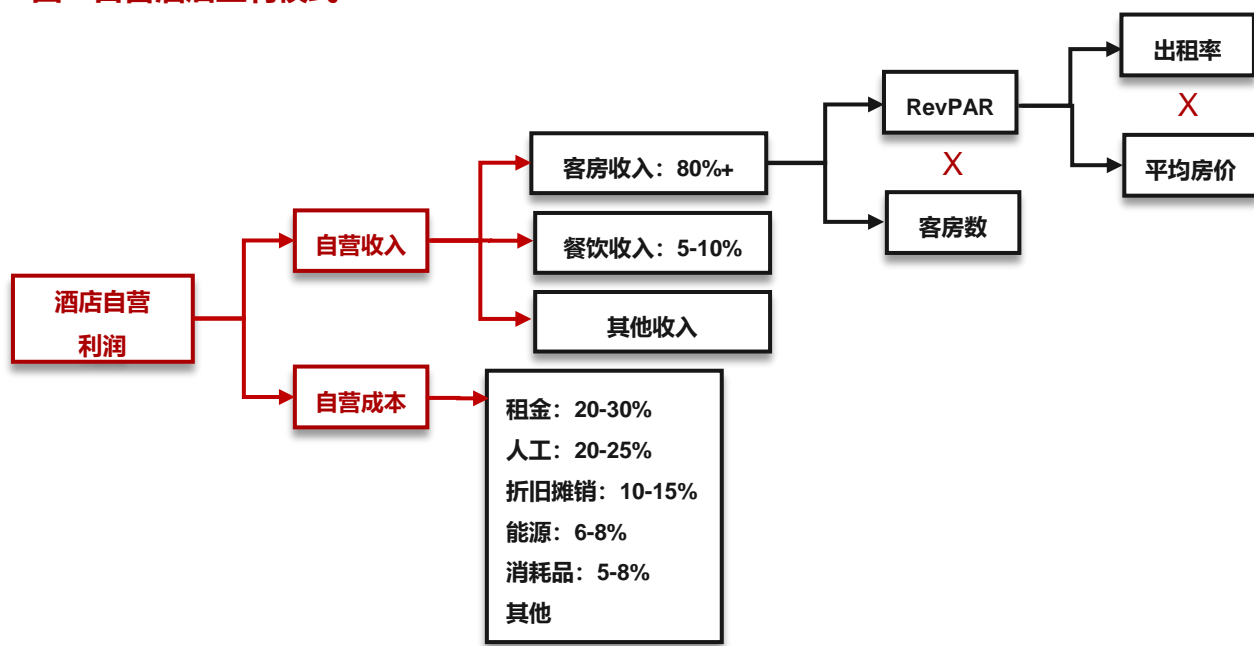 酒店自营
利润
自营收入
自营成本
客房收入：80%+
餐饮收入：5-10%
其他收入
租金：20-30%
人工：20-25%
折旧摊销：10-15%
能源：6-8%
消耗品：5-8%
其他
RevPAR
X
客房数
出租率
X
平均房价